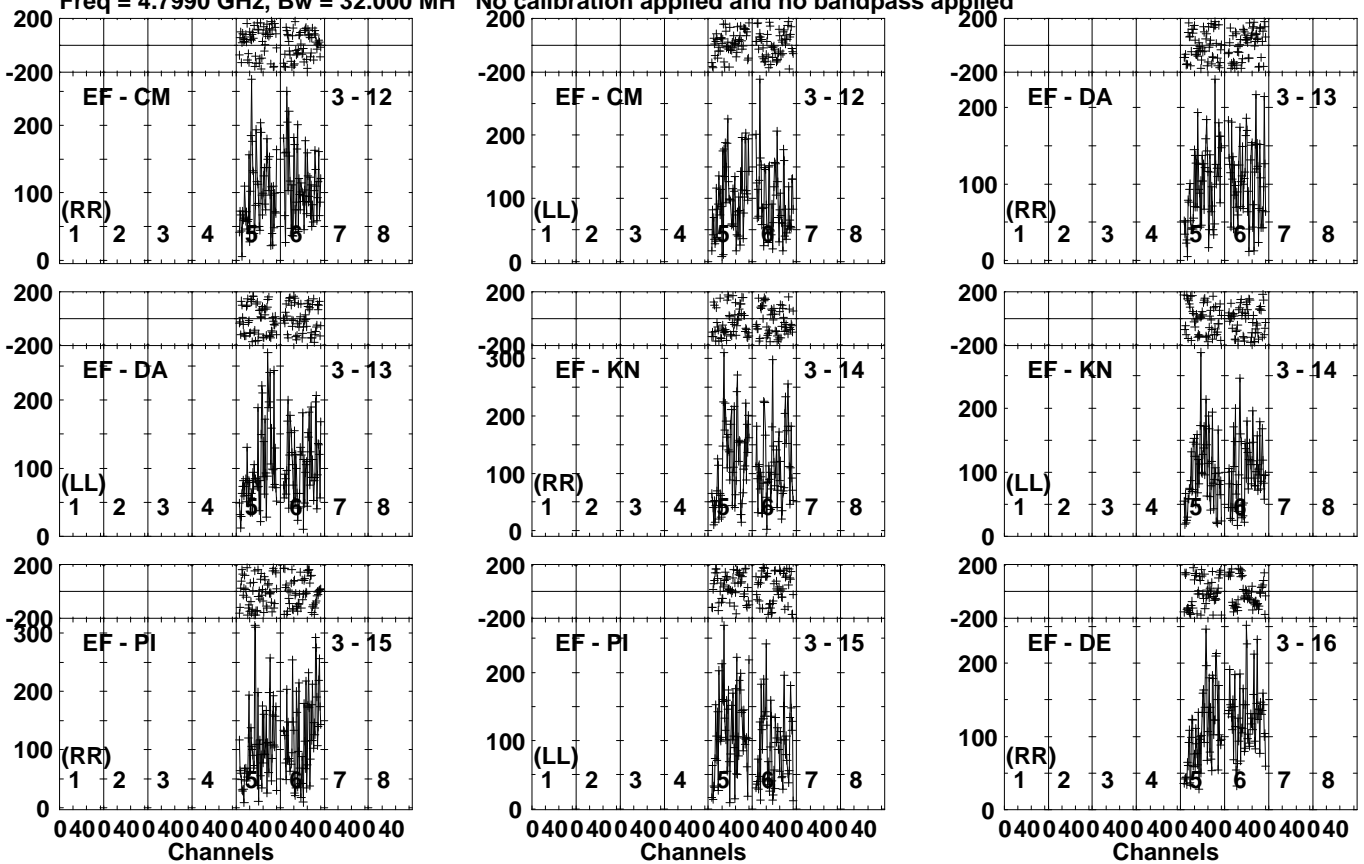 Freq = 4.7990 GHz, Bw = 32.000 MH No calibration applied and no bandpass applied
200 200 200
-200 -200 -200
EF - CM 3 - 12 EF - CM 3 - 12 EF - DA 3 - 13
200 200 200
100 100 100
(RR) (LL) (RR)
1 2 3 4 5 6 7 8 1 2 3 4 5 6 7 8 1 2 3 4 5 6 7 8
0 0 0
200 200 200
-200 -200 -200
300
EF - DA 3 - 13 EF - KN 3 - 14 EF - KN 3 - 14
200 200 200
100 100 100
(LL) (RR) (LL)
1 2 3 4 5 6 7 8 1 2 3 4 5 6 7 8 1 2 3 4 5 6 7 8
0 0 0
200 200 200
-200 -200 -200
300
EF - PI 3 - 15 EF - PI 3 - 15 EF - DE 3 - 16
200 200 200
100 100 100
(RR) (LL) (RR)
1 2 3 4 5 6 7 8 1 2 3 4 5 6 7 8 1 2 3 4 5 6 7 8
0 0 0
0 40 0 40 0 40 0 40 0 40 0 40 0 40 0 40 0 40 0 40 0 40 0 40 0 40 0 40 0 40 0 40 0 40 0 40 0 40 0 40 0 40 0 40 0 40 0 40
Channels Channels Channels